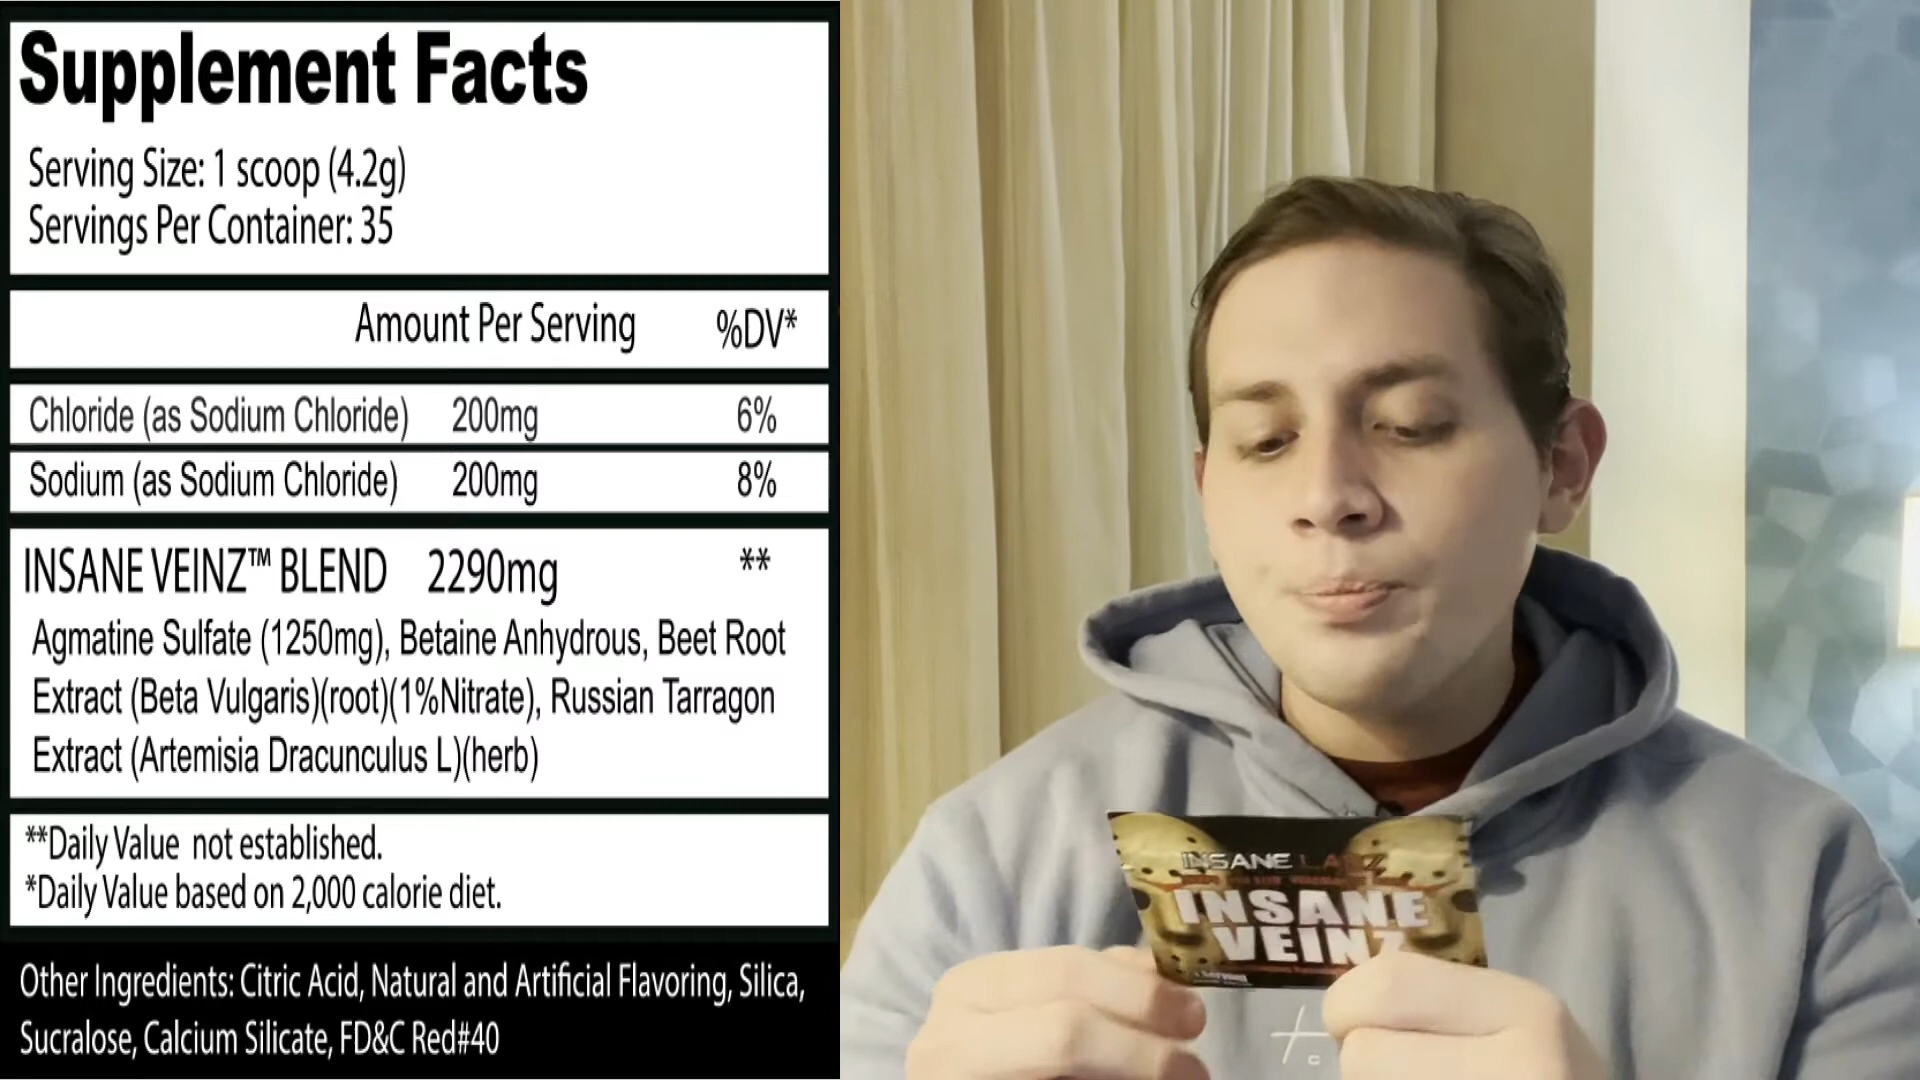 Supplement Facts
Serving Size: 1 scoop (4.2g)
Servings Per Container: 35
Amount Per Serving %DV*
Chloride (as Sodium Chloride) 200mg 6%
Sodium (as Sodium Chloride) 200mg 8%
INSANE VEINZ™ BLEND 2290mg **
Agmatine Sulfate (1250mg), Betaine Anhydrous, Beet Root
Extract (Beta Vulgaris)(root)(1%Nitrate), Russian Tarragon
Extract (Artemisia Dracunculus L)(herb)
**Daily Value not established.
*Daily Value based on 2,000 calorie diet.
Other Ingredients: Citric Acid, Natural and Artificial Flavoring, Silica,
Sucralose, Calcium Silicate, FD&C Red#40
INSANE LABZ
INSANE
VEINZ